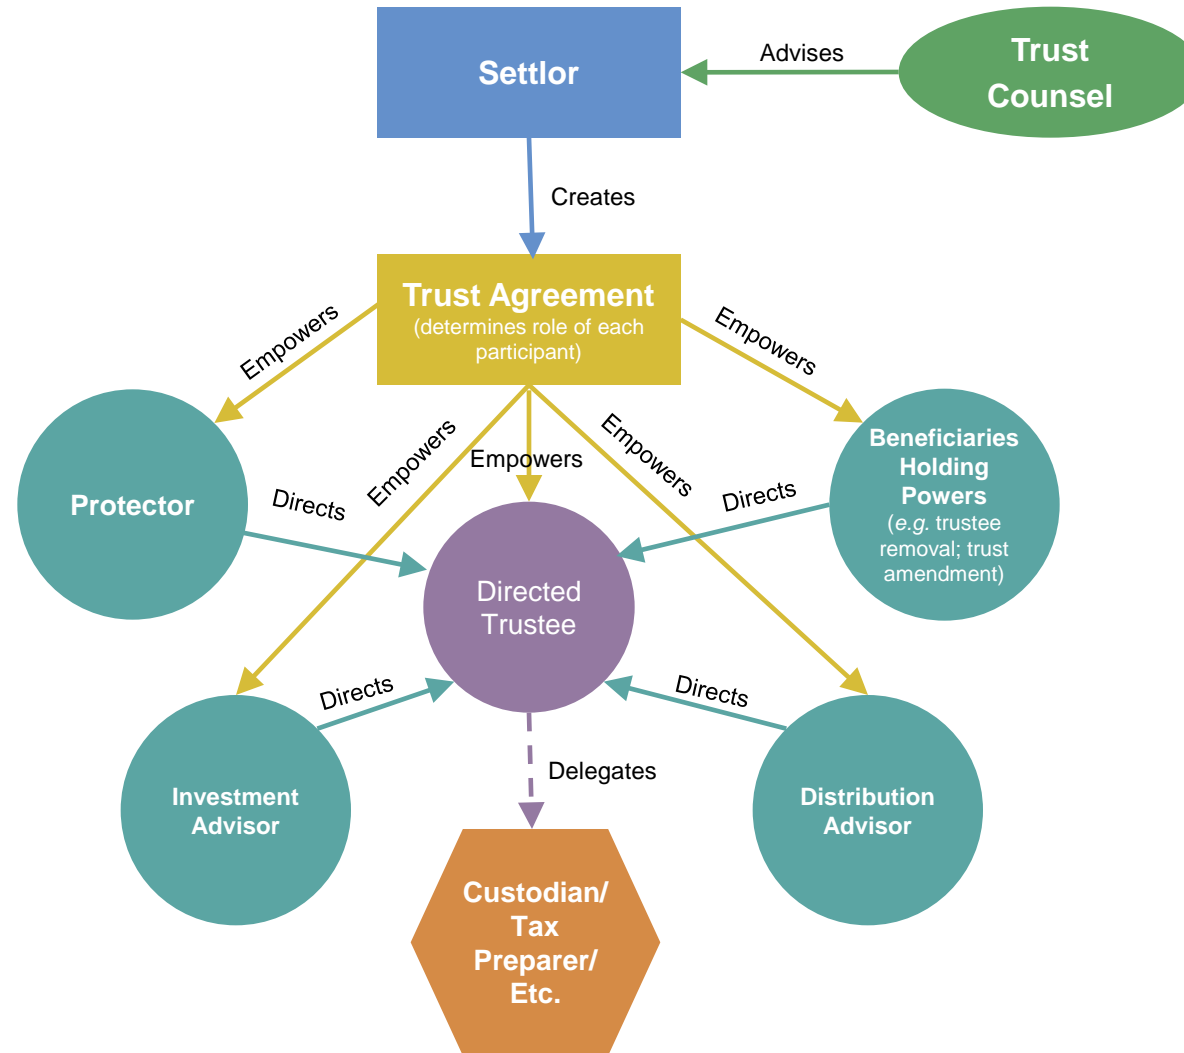 Settlor
Advises
Trust
Counsel
Creates
Trust Agreement
(determines role of each
participant)
Empowers
Empowers
Empowers
Empowers
Empowers
Protector
Directs
Directs
Beneficiaries
Holding
Powers
(e.g. trustee
removal; trust
amendment)
Directed
Trustee
Directs
Directs
Investment
Advisor
Delegates
Distribution
Advisor
Custodian/
Tax
Preparer/
Etc.